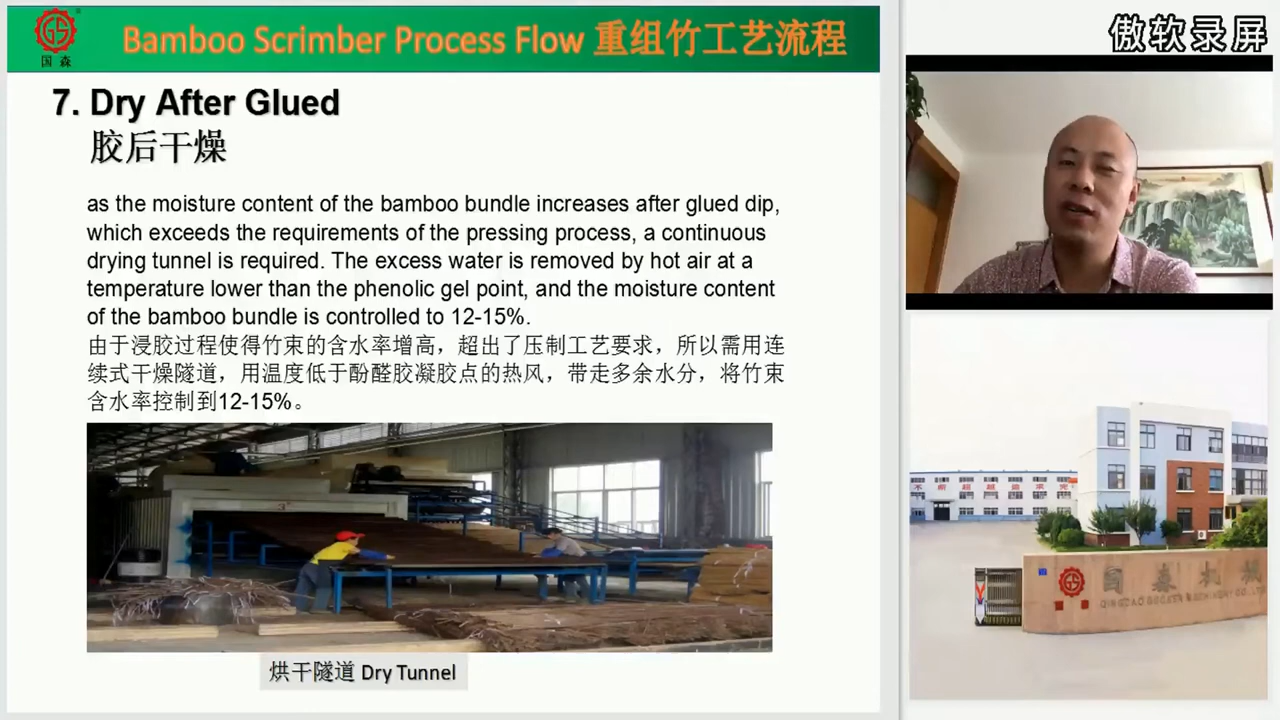 国森
Bamboo Scrimber Process Flow 重组竹工艺流程
傲软录屏
7. Dry After Glued
胶后干燥
as the moisture content of the bamboo bundle increases after glued dip,
which exceeds the requirements of the pressing process, a continuous
drying tunnel is required. The excess water is removed by hot air at a
temperature lower than the phenolic gel point, and the moisture content
of the bamboo bundle is controlled to 12-15%.
由于浸胶过程使得竹束的含水率增高，超出了压制工艺要求，所以需用连
续式干燥隧道，用温度低于酚醛胶凝胶点的热风，带走多余水分，将竹束
含水率控制到12-15%。
烘干隧道 Dry Tunnel
国森机械